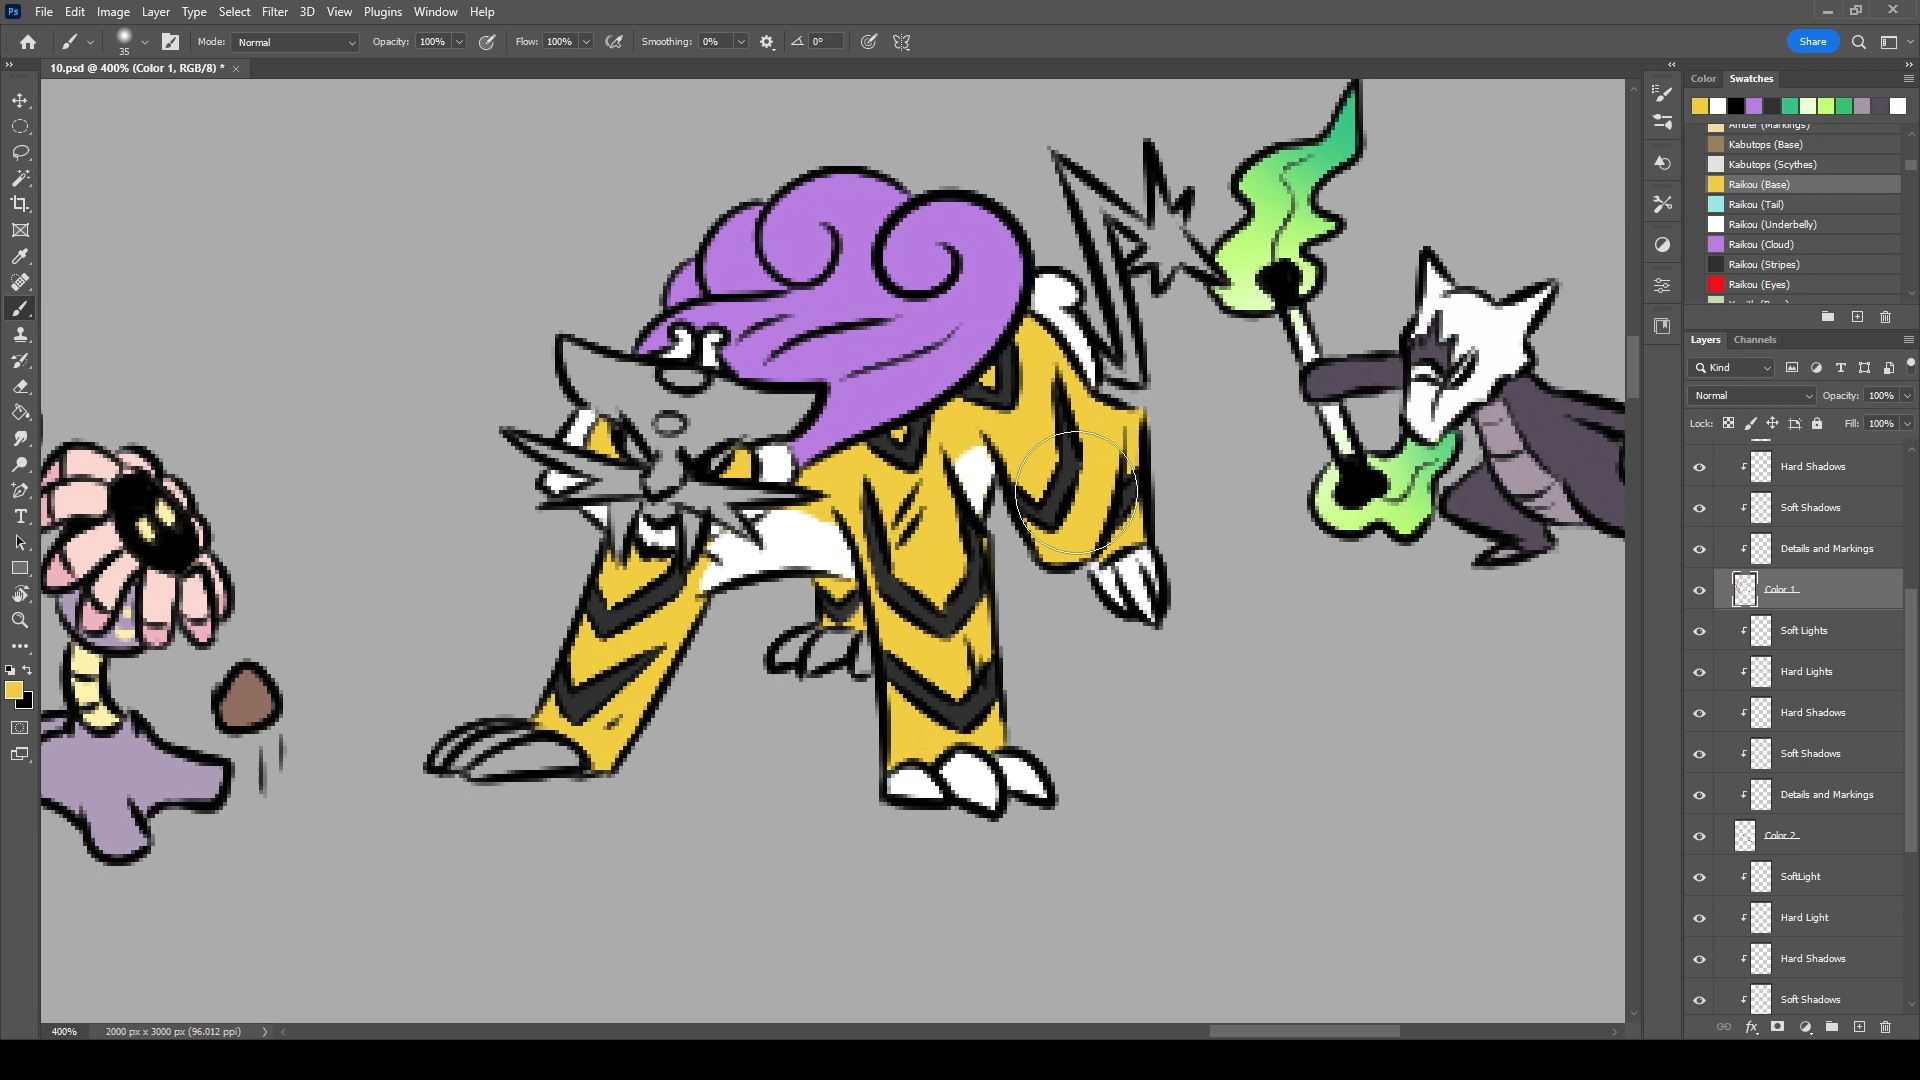 Ps File Edit Image Layer Type Select Filter 3D View Plugins Window Help
35 Mode: Normal Opacity: 100% Flow: 100% Smoothing: 0% 0° Share
10.psd @ 400% (Color 1, RGB/8) *
Color Swatches
Amber (Markings)
Kabutops (Base)
Kabutops (Scythes)
Raikou (Base)
Raikou (Tail)
Raikou (Underbelly)
Raikou (Cloud)
Raikou (Stripes)
Raikou (Eyes)
Layers Channels
Kind
Normal Opacity: 100%
Lock: Fill: 100%
Hard Shadows
Soft Shadows
Details and Markings
Color 1
Soft Lights
Hard Lights
Hard Shadows
Soft Shadows
Details and Markings
Color 2
SoftLight
Hard Light
Hard Shadows
Soft Shadows
400% 2000 px x 3000 px (96.012 ppi)